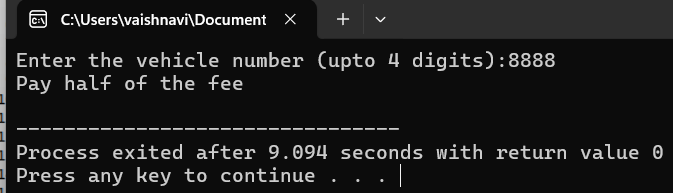 C:\Users\vaishnavi\Document
Enter the vehicle number (upto 4 digits):8888
Pay half of the fee
--------------------------------
Process exited after 9.094 seconds with return value 0
Press any key to continue . . .